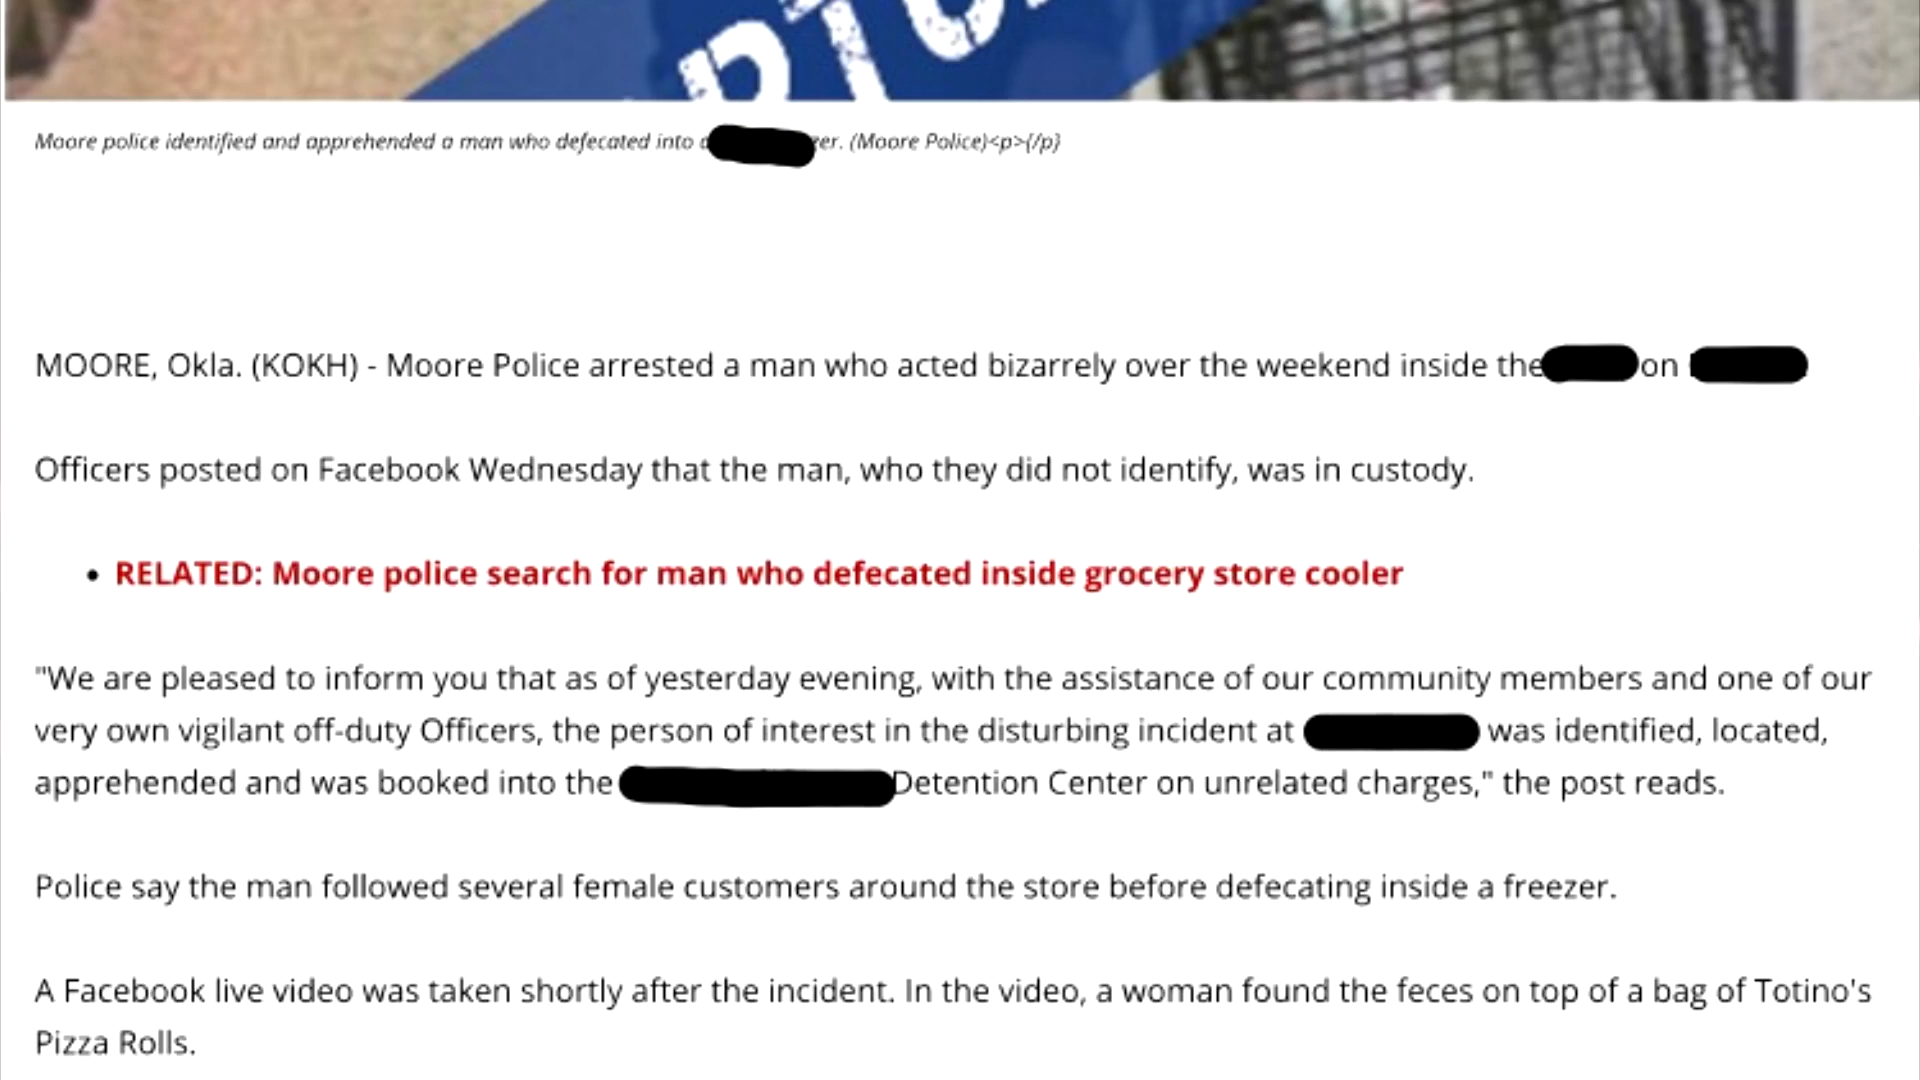 PTU
Moore police identified and apprehended a man who defecated into er. (Moore Police)<p>{/p}
MOORE, Okla. (KOKH) - Moore Police arrested a man who acted bizarrely over the weekend inside the on
Officers posted on Facebook Wednesday that the man, who they did not identify, was in custody.
• RELATED: Moore police search for man who defecated inside grocery store cooler
"We are pleased to inform you that as of yesterday evening, with the assistance of our community members and one of our
very own vigilant off-duty Officers, the person of interest in the disturbing incident at was identified, located,
apprehended and was booked into the Detention Center on unrelated charges," the post reads.
Police say the man followed several female customers around the store before defecating inside a freezer.
A Facebook live video was taken shortly after the incident. In the video, a woman found the feces on top of a bag of Totino's
Pizza Rolls.